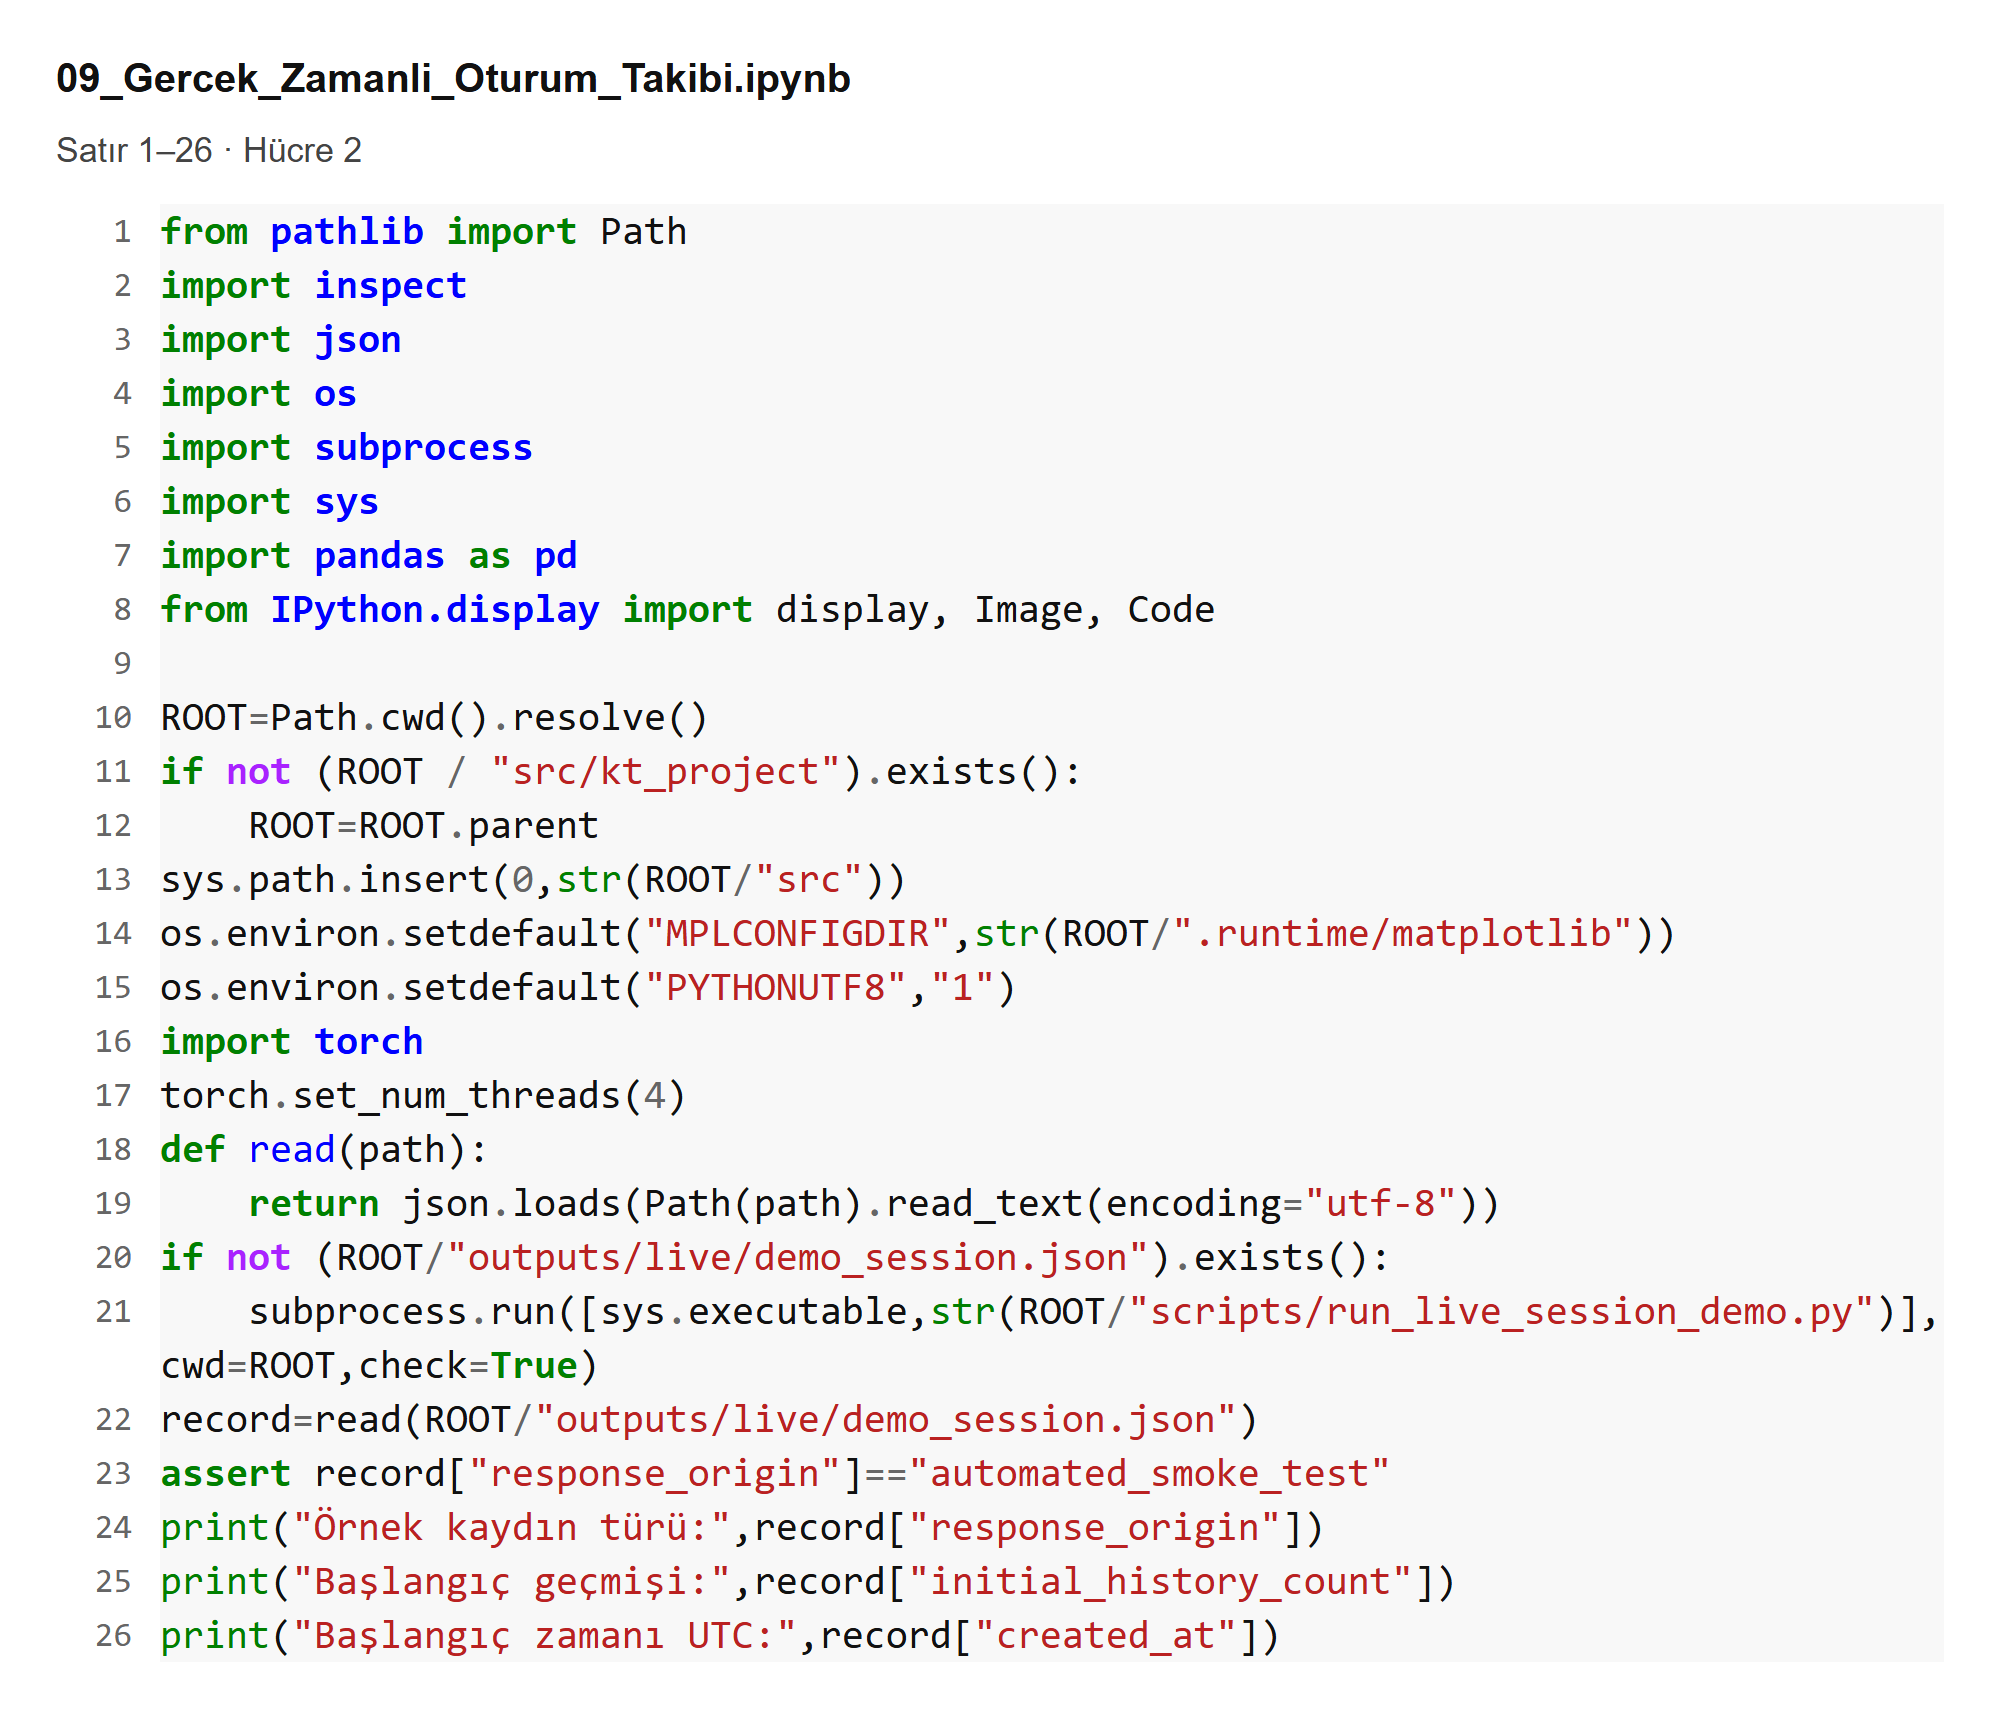 09_Gercek_Zamanli_Oturum_Takibi.ipynb
Satır 1–26 · Hücre 2
1 from pathlib import Path
2 import inspect
3 import json
4 import os
5 import subprocess
6 import sys
7 import pandas as pd
8 from IPython.display import display, Image, Code
9
10 ROOT=Path.cwd().resolve()
11 if not (ROOT / "src/kt_project").exists():
12     ROOT=ROOT.parent
13 sys.path.insert(0,str(ROOT/"src"))
14 os.environ.setdefault("MPLCONFIGDIR",str(ROOT/".runtime/matplotlib"))
15 os.environ.setdefault("PYTHONUTF8","1")
16 import torch
17 torch.set_num_threads(4)
18 def read(path):
19     return json.loads(Path(path).read_text(encoding="utf-8"))
20 if not (ROOT/"outputs/live/demo_session.json").exists():
21     subprocess.run([sys.executable,str(ROOT/"scripts/run_live_session_demo.py")],
cwd=ROOT,check=True)
22 record=read(ROOT/"outputs/live/demo_session.json")
23 assert record["response_origin"]=="automated_smoke_test"
24 print("Örnek kaydın türü:",record["response_origin"])
25 print("Başlangıç geçmişi:",record["initial_history_count"])
26 print("Başlangıç zamanı UTC:",record["created_at"])